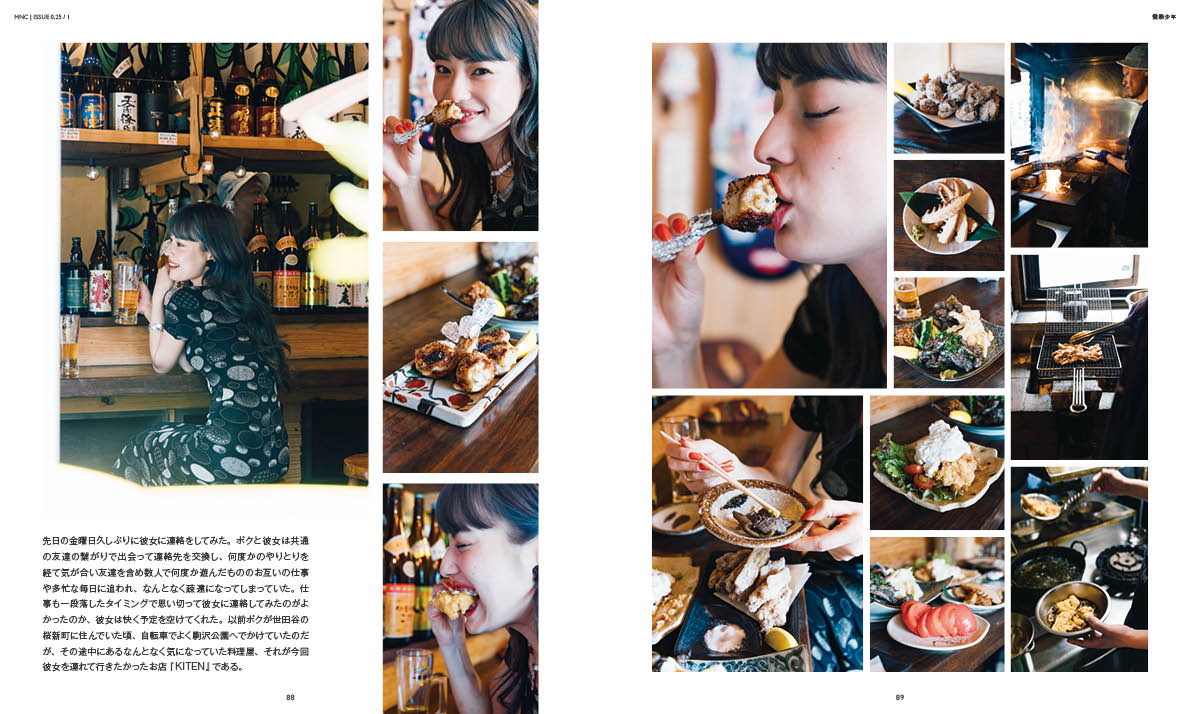 MNC | ISSUE 0.25 / 1
先日の金曜日久しぶりに彼女に連絡をしてみた。ボクと彼女は共通
の友達の繋がりで出会って連絡先を交換し、何度かのやりとりを
経て気が合い友達を含め数人で何度か遊んだもののお互いの仕事
や多忙な毎日に追われ、なんとなく疎遠になってしまっていた。仕
事も一段落したタイミングで思い切って彼女に連絡してみたのがよ
かったのか、彼女は快く予定を空けてくれた。以前ボクが世田谷の
桜新町に住んでいた頃、自転車でよく駒沢公園へでかけていたのだ
が、その途中にあるなんとなく気になっていた料理屋、それが今回
彼女を連れて行きたかったお店『KITEN』である。
88
89